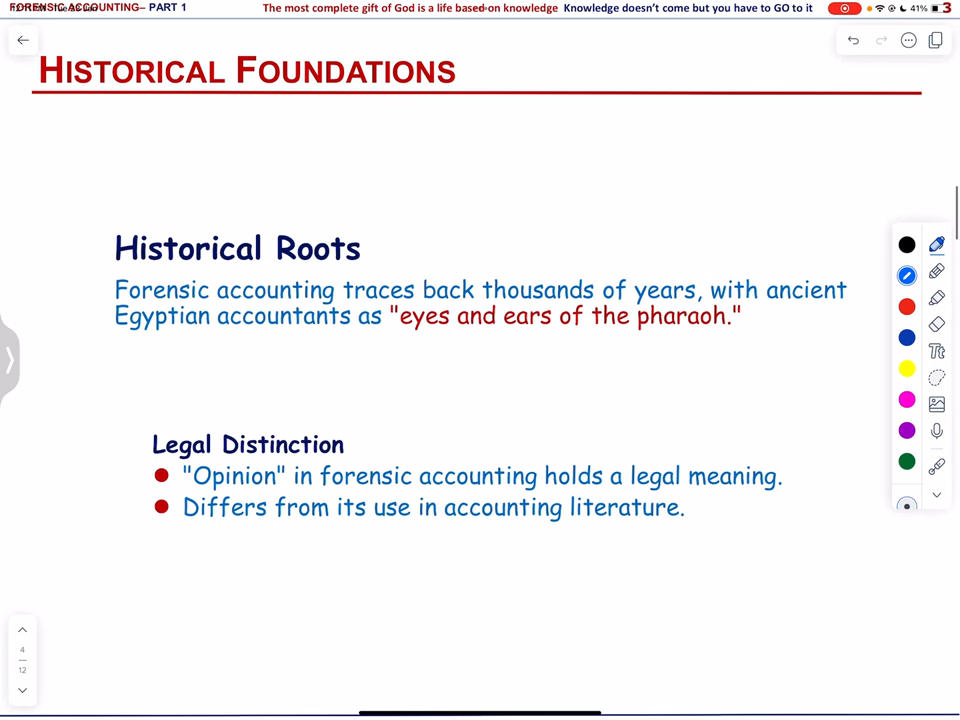 FORENSIC ACCOUNTING– PART 1
The most complete gift of God is a life based on knowledge Knowledge doesn't come but you have to GO to it
41%
3
HISTORICAL FOUNDATIONS
Historical Roots
Forensic accounting traces back thousands of years, with ancient
Egyptian accountants as "eyes and ears of the pharaoh."
Legal Distinction
"Opinion" in forensic accounting holds a legal meaning.
Differs from its use in accounting literature.
Tt
4
12